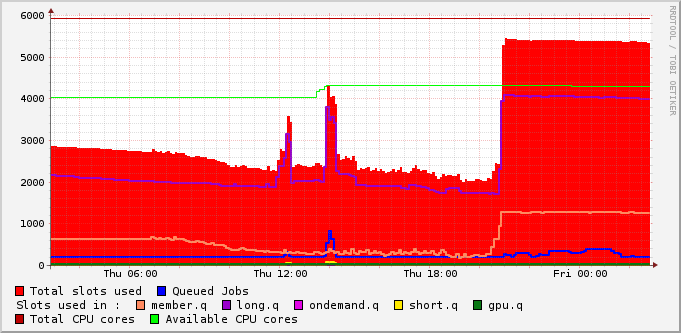 RRDTOOL / TOBI OETIKER
6000
5000
4000
3000
2000
1000
0
Thu 06:00 Thu 12:00 Thu 18:00 Fri 00:00
Total slots used Queued Jobs
Slots used in : member.q long.q ondemand.q short.q gpu.q
Total CPU cores Available CPU cores